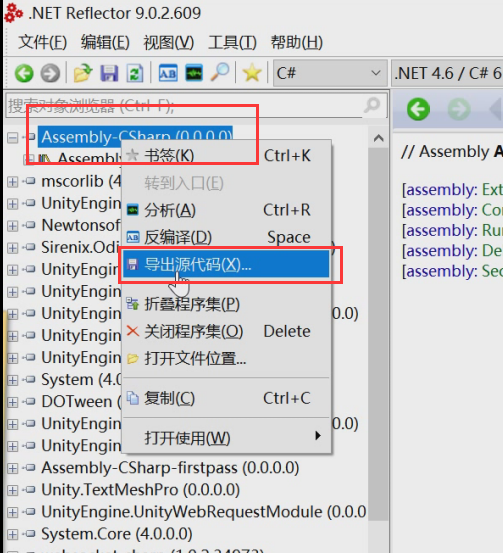 .NET Reflector 9.0.2.609
文件(F) 编辑(E) 视图(V) 工具(T) 帮助(H)
C# .NET 4.6 / C# 6
搜索对象浏览器 (Ctrl-F);
Assembly-CSharp (0.0.0.0)
Assembly
mscorlib (4
UnityEngine
Newtonsof
Sirenix.Odi
UnityEngin
UnityEngin
UnityEngin
0.0)
UnityEngin
System (4.0
DOTween (
UnityEngin
0.0)
UnityEngin
Assembly-CSharp-firstpass (0.0.0.0)
Unity.TextMeshPro (0.0.0.0)
UnityEngine.UnityWebRequestModule (0.0.0
System.Core (4.0.0.0)
书签(K) Ctrl+K
转到入口(E)
分析(A) Ctrl+R
反编译(D) Space
导出源代码(X)...
折叠程序集(P)
关闭程序集(O) Delete
打开文件位置...
复制(C) Ctrl+C
打开使用(W)
// Assembly A
[assembly: Ext
[assembly: Co
[assembly: Ru
[assembly: De
[assembly: Sec